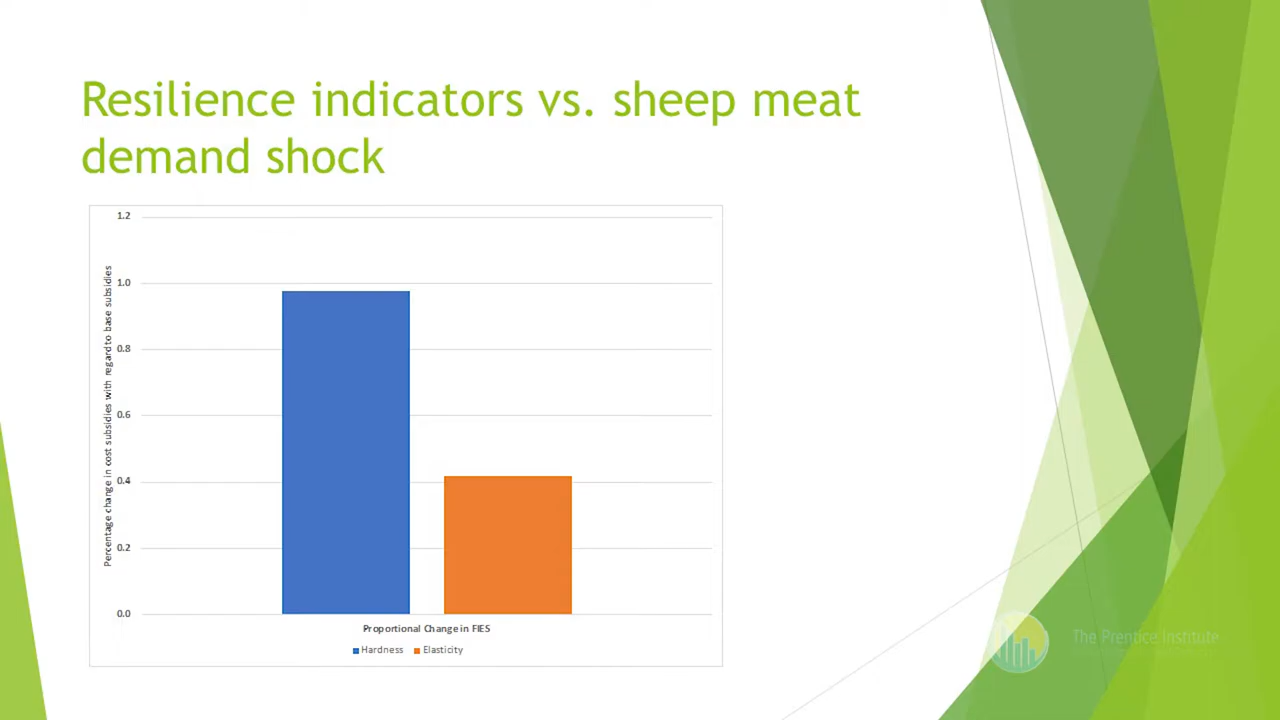 Resilience indicators vs. sheep meat
demand shock
Percentage change in cost subsidies with regard to base subsidies
1.2
1.0
0.8
0.6
0.4
0.2
0.0
Proportional Change in FIES
Hardness Elasticity
The Prentice Institute